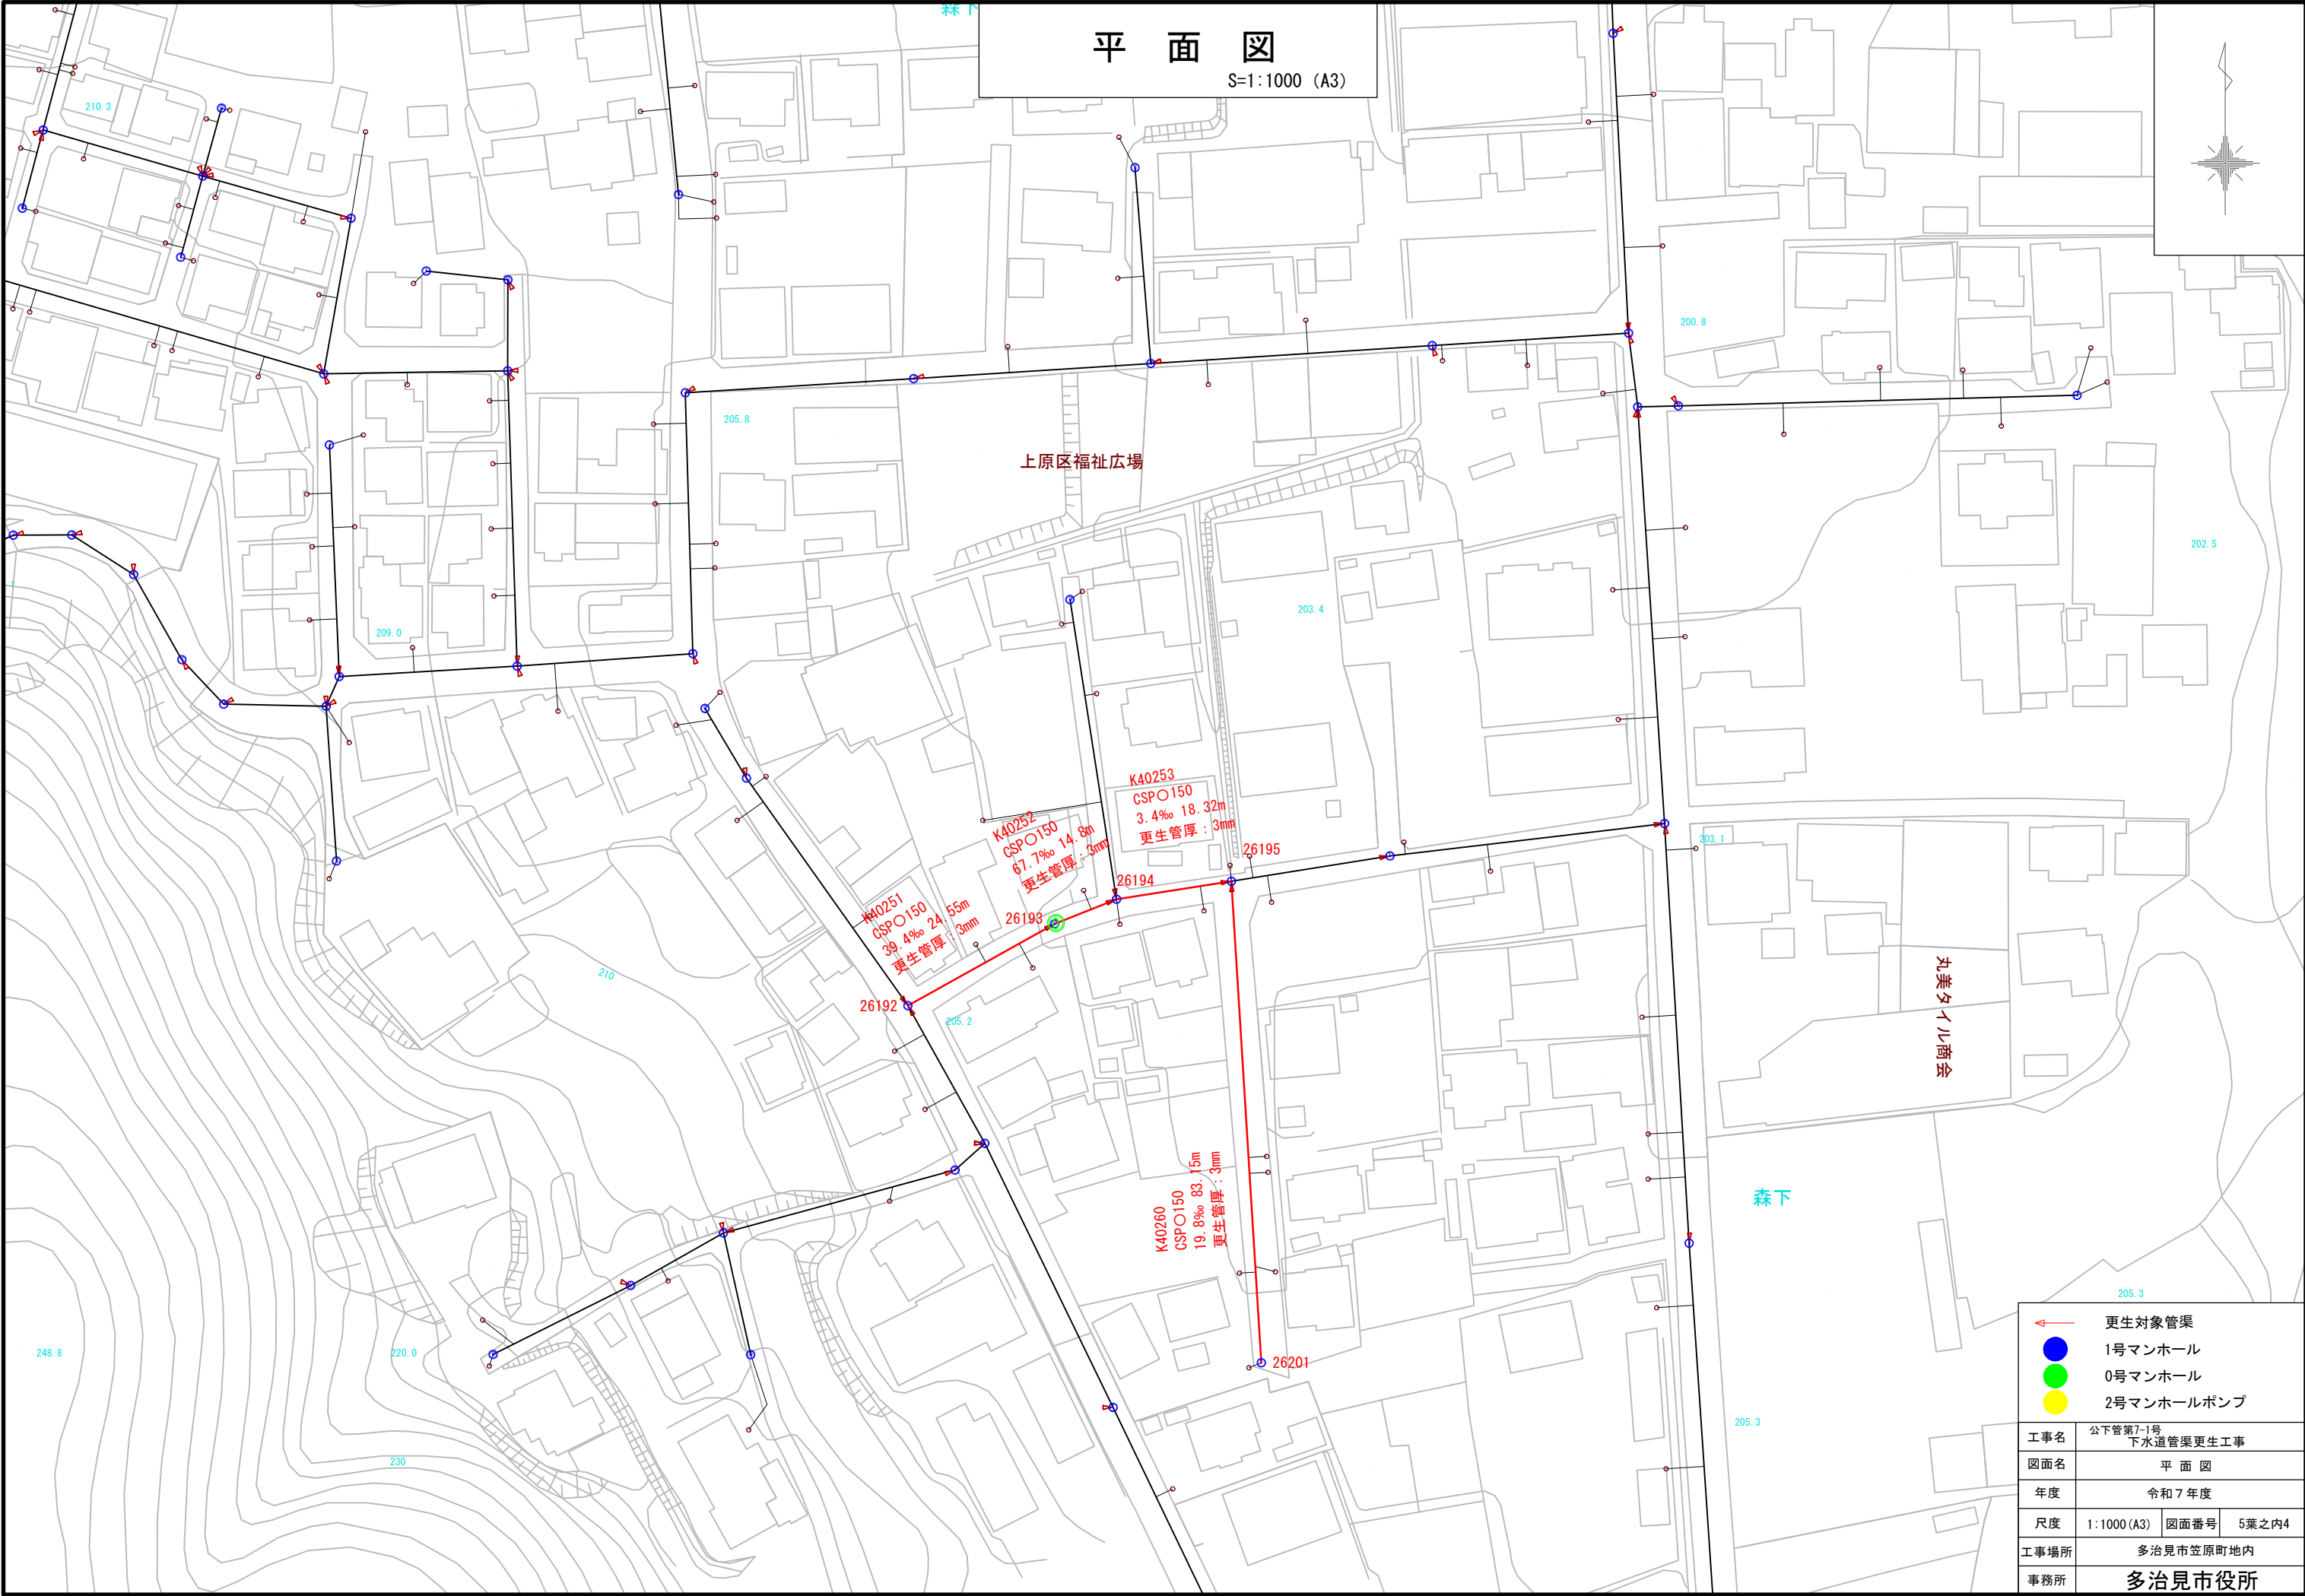 森下
平 面 図
S=1:1000 (A3)
210.3
200.8
205.8
上原区福祉広場
202.5
203.4
209.0
K40253
CSP○150
3.4‰ 18.32m
更生管厚：3mm
K40252
CSP○150
67.7‰ 14.8m
更生管厚：3mm
203.1
26195
26194
K40251
CSP○150
39.4‰ 24.55m
更生管厚：3mm
26193
210
26192
205.2
丸美タイル商会
K40260
CSP○150
19.8‰ 83.15m
更生管厚：3mm
森下
205.3
248.8
220.0
26201
205.3
230
更生対象管渠
1号マンホール
0号マンホール
2号マンホールポンプ
工事名 公下管第7-1号
下水道管渠更生工事
図面名 平 面 図
年度 令和７年度
尺度 1:1000(A3) 図面番号 5葉之内4
工事場所 多治見市笠原町地内
事務所 多治見市役所